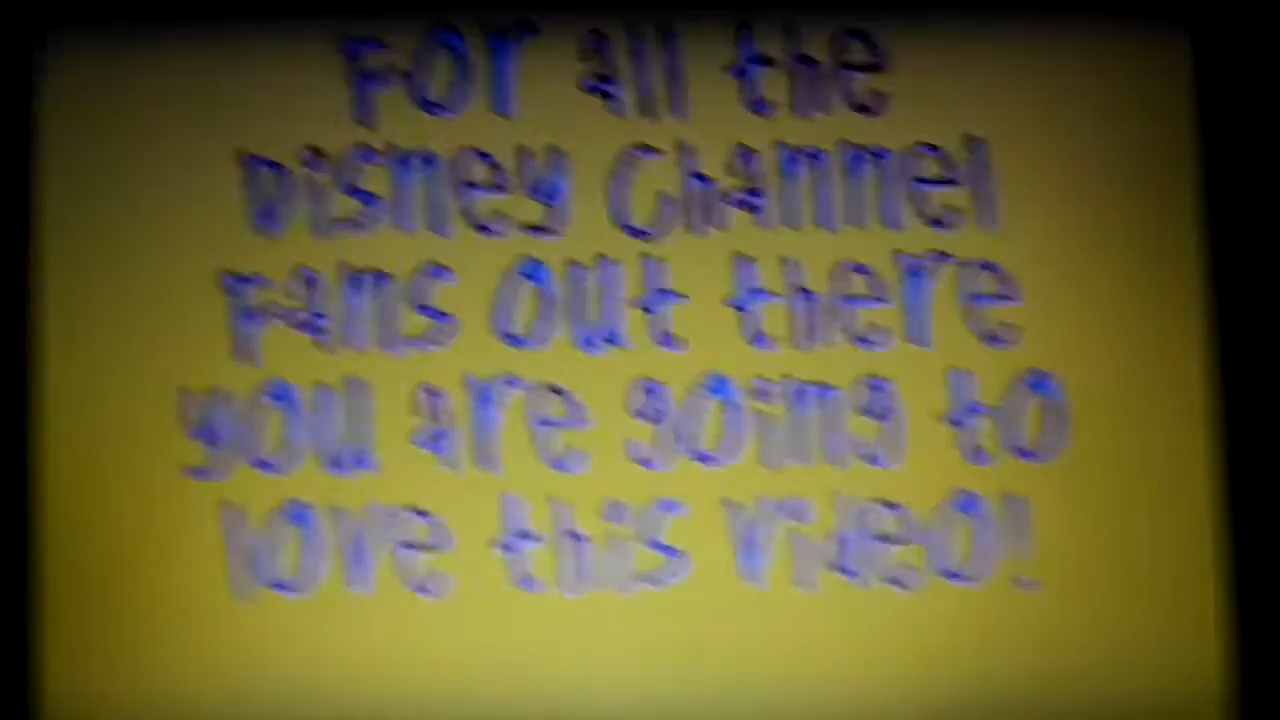 For all the
Disney Channel
Fans out there
you are going to
love this video!